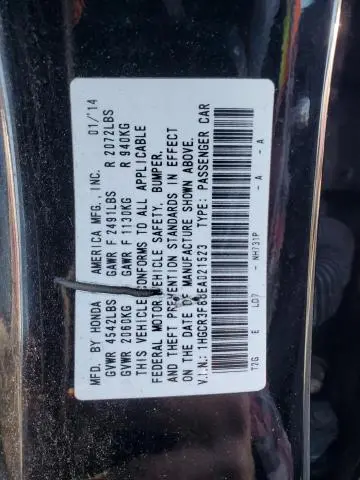 MFD. BY HONDA AMERICA MFG., INC. 01/'14
GVWR 4542LBS GAWR F 2491LBS R 2072LBS
GVWR 2060KG GAWR F 1130KG R 940KG
THIS VEHICLE CONFORMS TO ALL APPLICABLE
FEDERAL MOTOR VEHICLE SAFETY, BUMPER,
AND THEFT PREVENTION STANDARDS IN EFFECT
ON THE DATE OF MANUFACTURE SHOWN ABOVE.
V.I.N.: 1HGCR3F88EA021523 TYPE: PASSENGER CAR
T2G E LD7 - NH731P - A - A